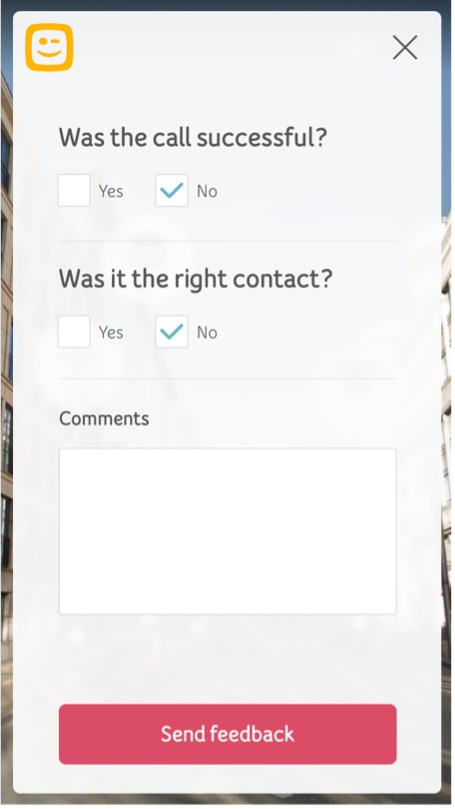 Was the call successful?
Yes No
Was it the right contact?
Yes No
Comments
Send feedback